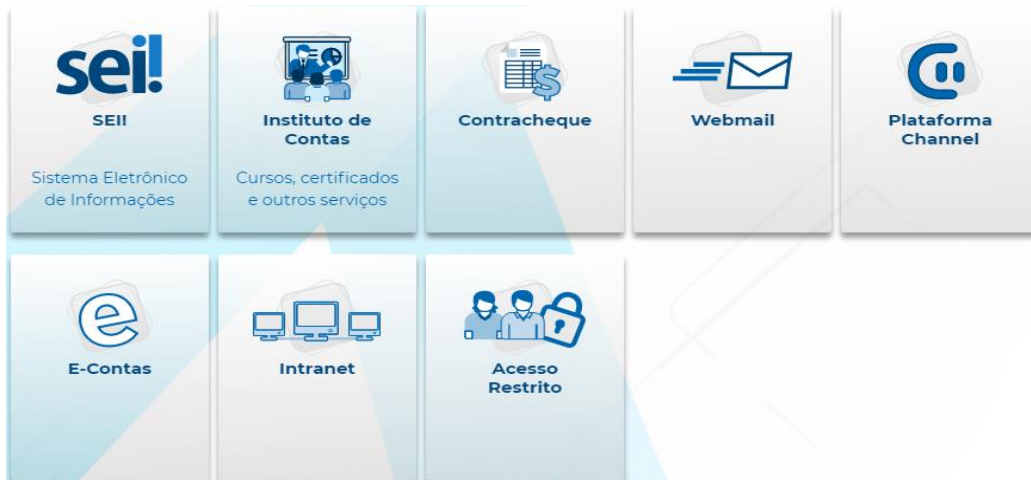 sei!
SEI!
Sistema Eletrônico
de Informações
Instituto de
Contas
Cursos, certificados
e outros serviços
$
Contracheque
Webmail
Plataforma
Channel
e
E-Contas
Intranet
Acesso
Restrito